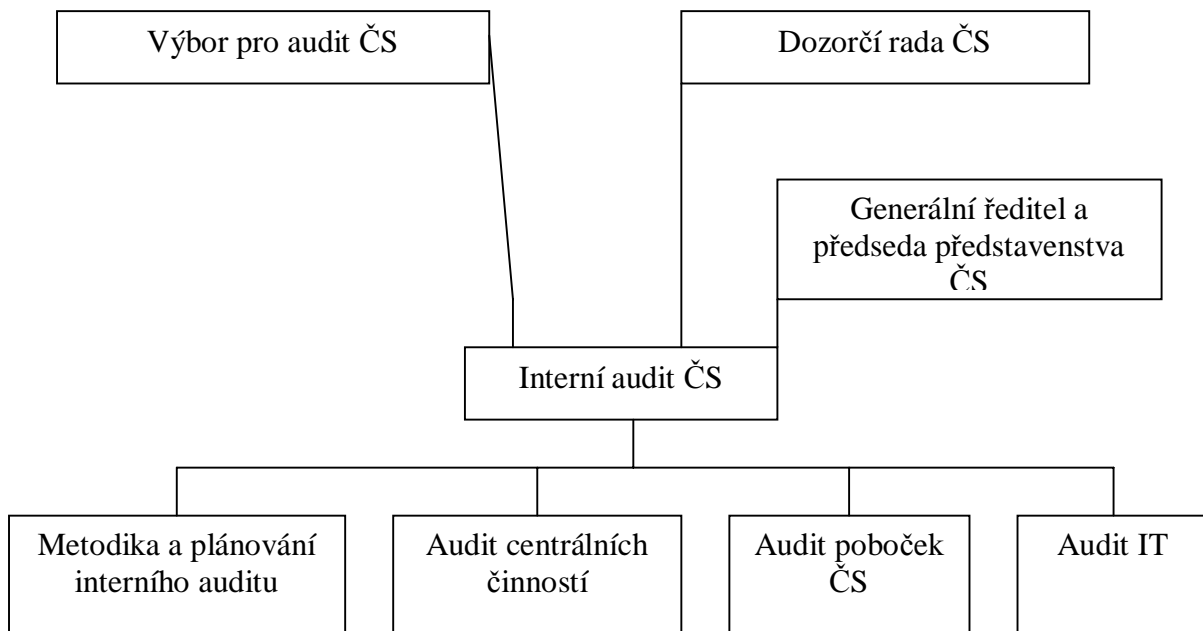 Výbor pro audit ČS
Dozorčí rada ČS
Generální ředitel a
předseda představenstva
ČS
Interní audit ČS
Metodika a plánování
interního auditu
Audit centrálních
činností
Audit poboček
ČS
Audit IT